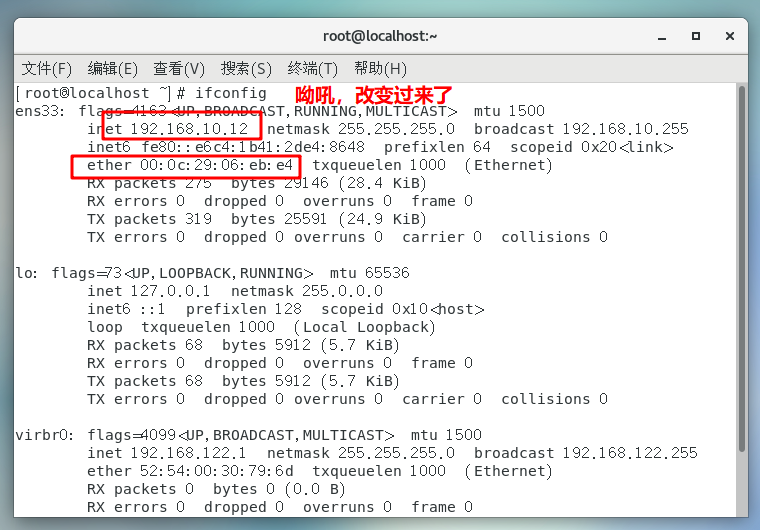 root@localhost:~
文件(F) 编辑(E) 查看(V) 搜索(S) 终端(T) 帮助(H)
[root@localhost ~]# ifconfig 呦吼，改变过来了
ens33: flags=4163<UP,BROADCAST,RUNNING,MULTICAST> mtu 1500
inet 192.168.10.12 netmask 255.255.255.0 broadcast 192.168.10.255
inet6 fe80::e6c4:1b41:2de4:8648 prefixlen 64 scopeid 0x20<link>
ether 00:0c:29:06:eb:e4 txqueuelen 1000 (Ethernet)
RX packets 275 bytes 29146 (28.4 KiB)
RX errors 0 dropped 0 overruns 0 frame 0
TX packets 319 bytes 25591 (24.9 KiB)
TX errors 0 dropped 0 overruns 0 carrier 0 collisions 0
lo: flags=73<UP,LOOPBACK,RUNNING> mtu 65536
inet 127.0.0.1 netmask 255.0.0.0
inet6 ::1 prefixlen 128 scopeid 0x10<host>
loop txqueuelen 1000 (Local Loopback)
RX packets 68 bytes 5912 (5.7 KiB)
RX errors 0 dropped 0 overruns 0 frame 0
TX packets 68 bytes 5912 (5.7 KiB)
TX errors 0 dropped 0 overruns 0 carrier 0 collisions 0
virbr0: flags=4099<UP,BROADCAST,MULTICAST> mtu 1500
inet 192.168.122.1 netmask 255.255.255.0 broadcast 192.168.122.255
ether 52:54:00:30:79:6d txqueuelen 1000 (Ethernet)
RX packets 0 bytes 0 (0.0 B)
RX errors 0 dropped 0 overruns 0 frame 0